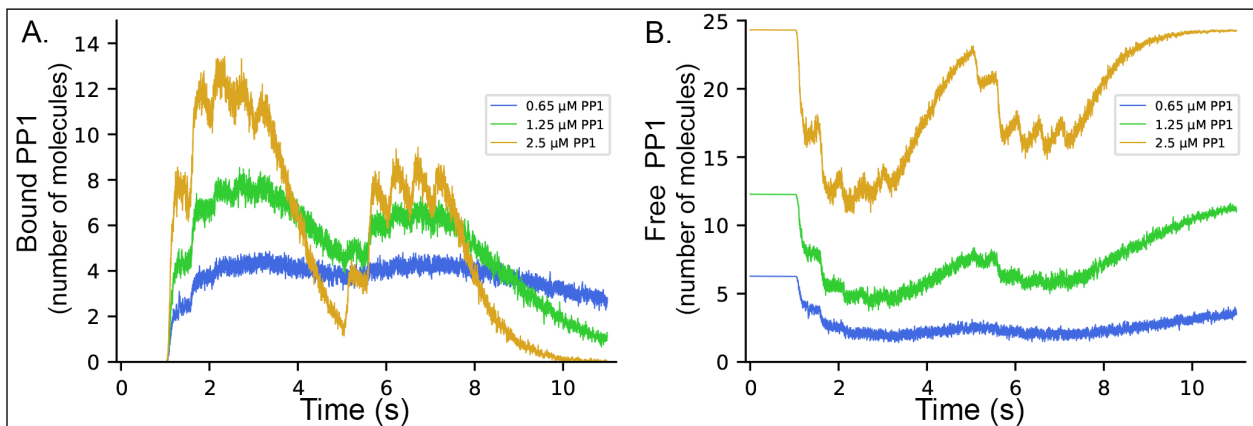 A.
Bound PP1
(number of molecules)
14
12
10
8
6
4
2
0
0 2 4 6 8 10
Time (s)
0.65 µM PP1
1.25 µM PP1
2.5 µM PP1
B.
Free PP1
(number of molecules)
25
20
15
10
5
0
0 2 4 6 8 10
Time (s)
0.65 µM PP1
1.25 µM PP1
2.5 µM PP1